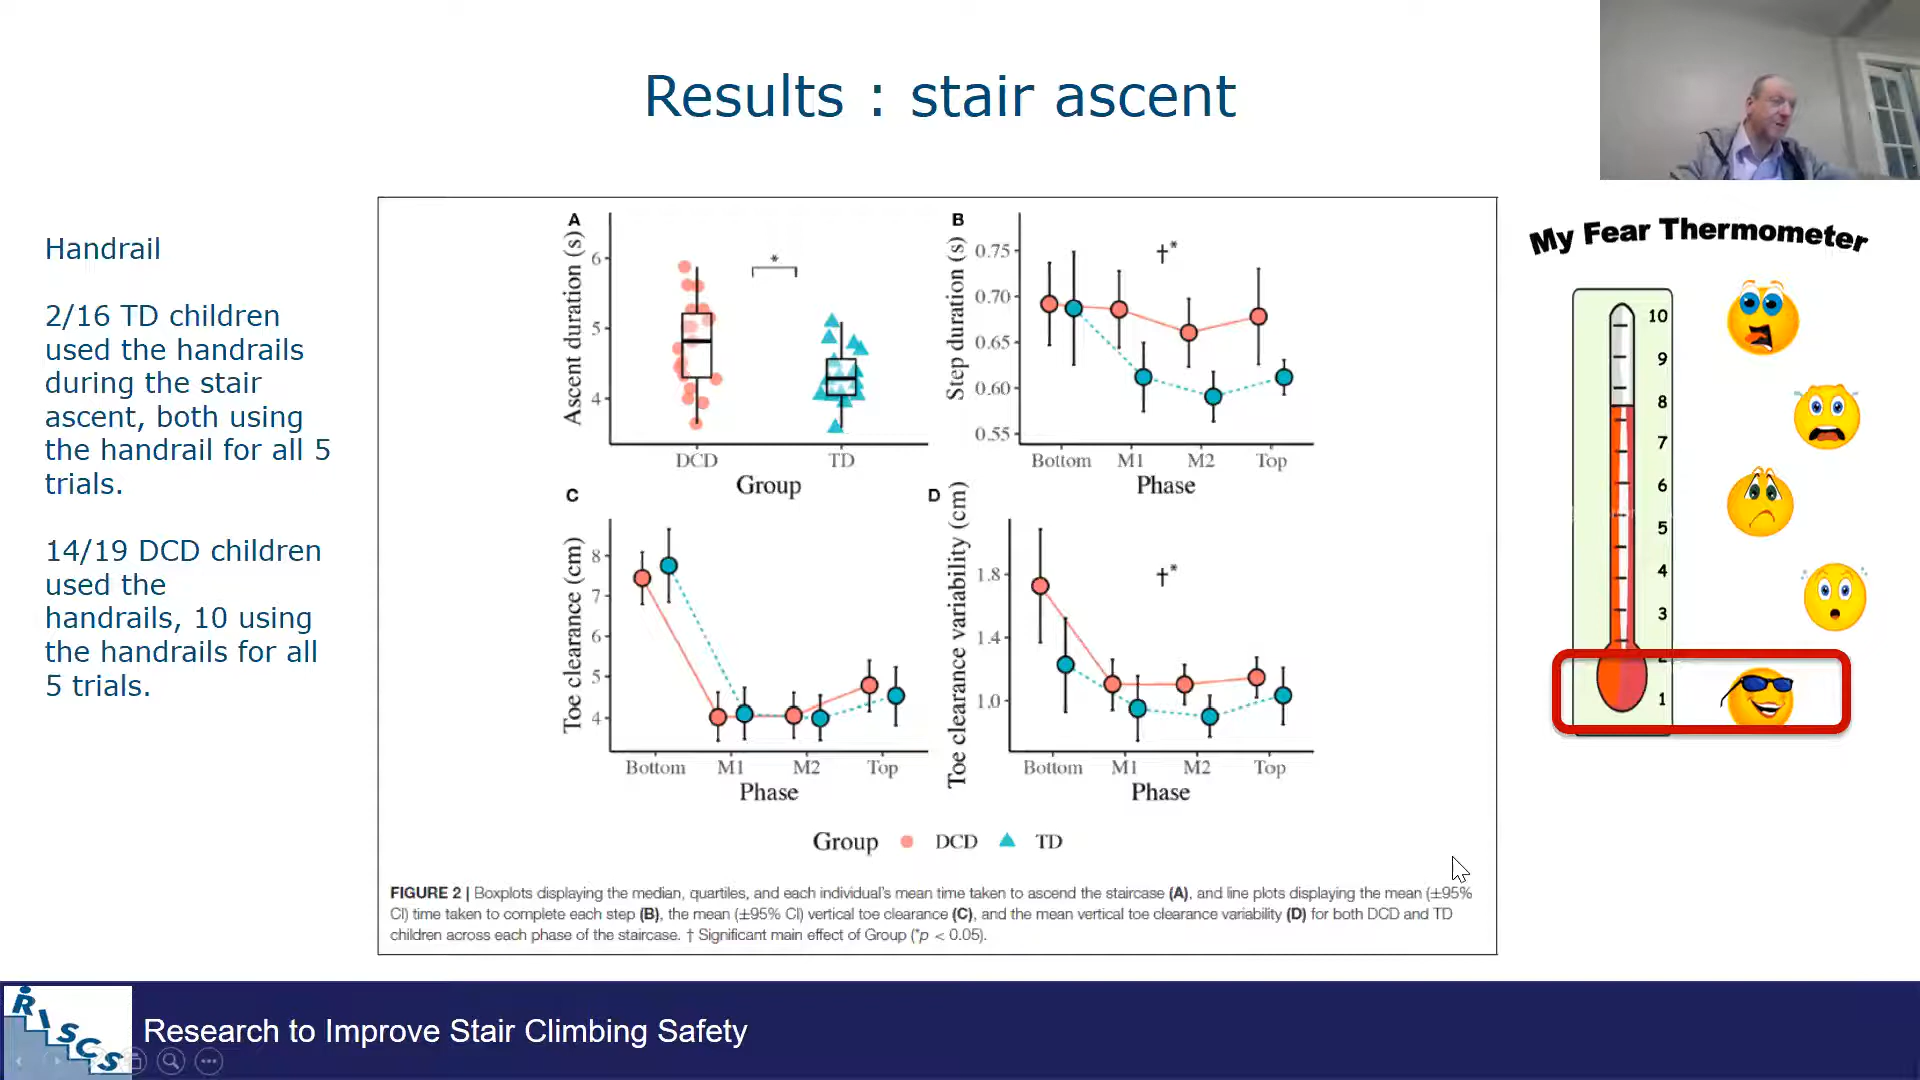 Results : stair ascent
Handrail
2/16 TD children
used the handrails
during the stair
ascent, both using
the handrail for all 5
trials.
14/19 DCD children
used the
handrails, 10 using
the handrails for all
5 trials.
A
Ascent duration (s)
6
5
4
*
DCD
TD
Group
B
Step duration (s)
0.75
0.70
0.65
0.60
0.55
†*
Bottom
M1
M2
Top
Phase
C
Toe clearance (cm)
8
7
6
5
4
Bottom
M1
M2
Top
Phase
D
Toe clearance variability (cm)
1.8
1.4
1.0
†*
Bottom
M1
M2
Top
Phase
Group DCD TD
FIGURE 2 | Boxplots displaying the median, quartiles, and each individual's mean time taken to ascend the staircase (A), and line plots displaying the mean (±95%
CI) time taken to complete each step (B), the mean (±95% CI) vertical toe clearance (C), and the mean vertical toe clearance variability (D) for both DCD and TD
children across each phase of the staircase. † Significant main effect of Group (*p < 0.05).
My Fear Thermometer
10
9
8
7
6
5
4
3
1
RISCS
Research to Improve Stair Climbing Safety